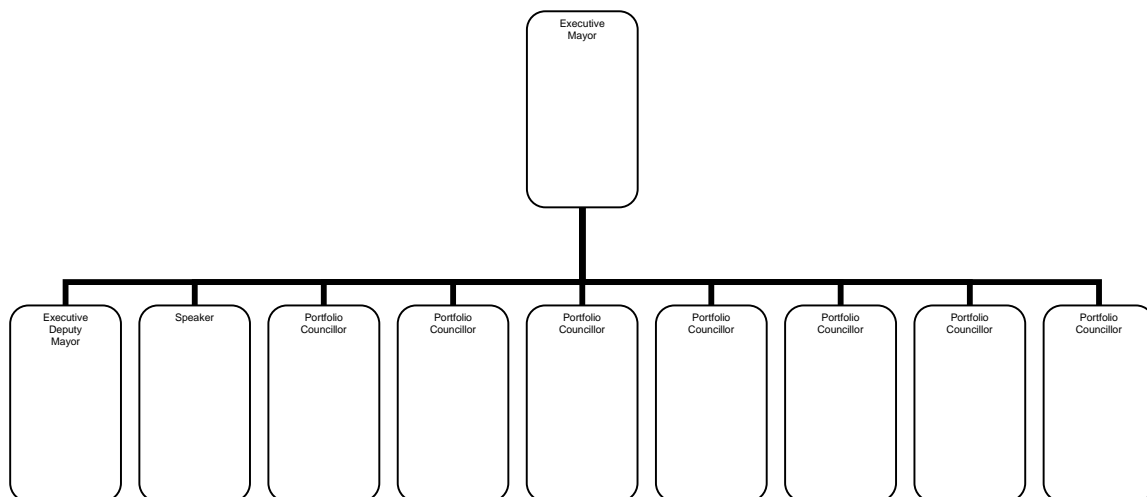 Executive
Mayor
Executive
Deputy
Mayor
Speaker
Portfolio
Councillor
Portfolio
Councillor
Portfolio
Councillor
Portfolio
Councillor
Portfolio
Councillor
Portfolio
Councillor
Portfolio
Councillor